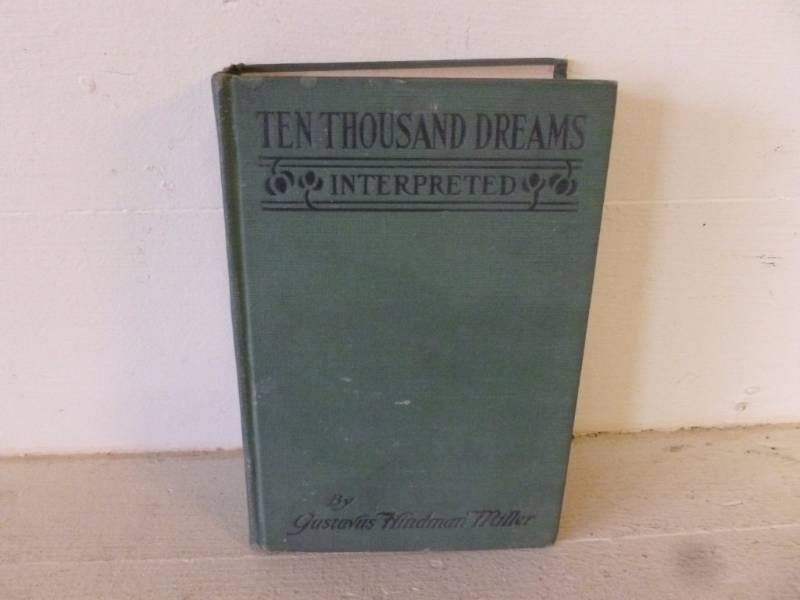 TEN THOUSAND DREAMS
INTERPRETED
By
Gustavus Hindman Miller